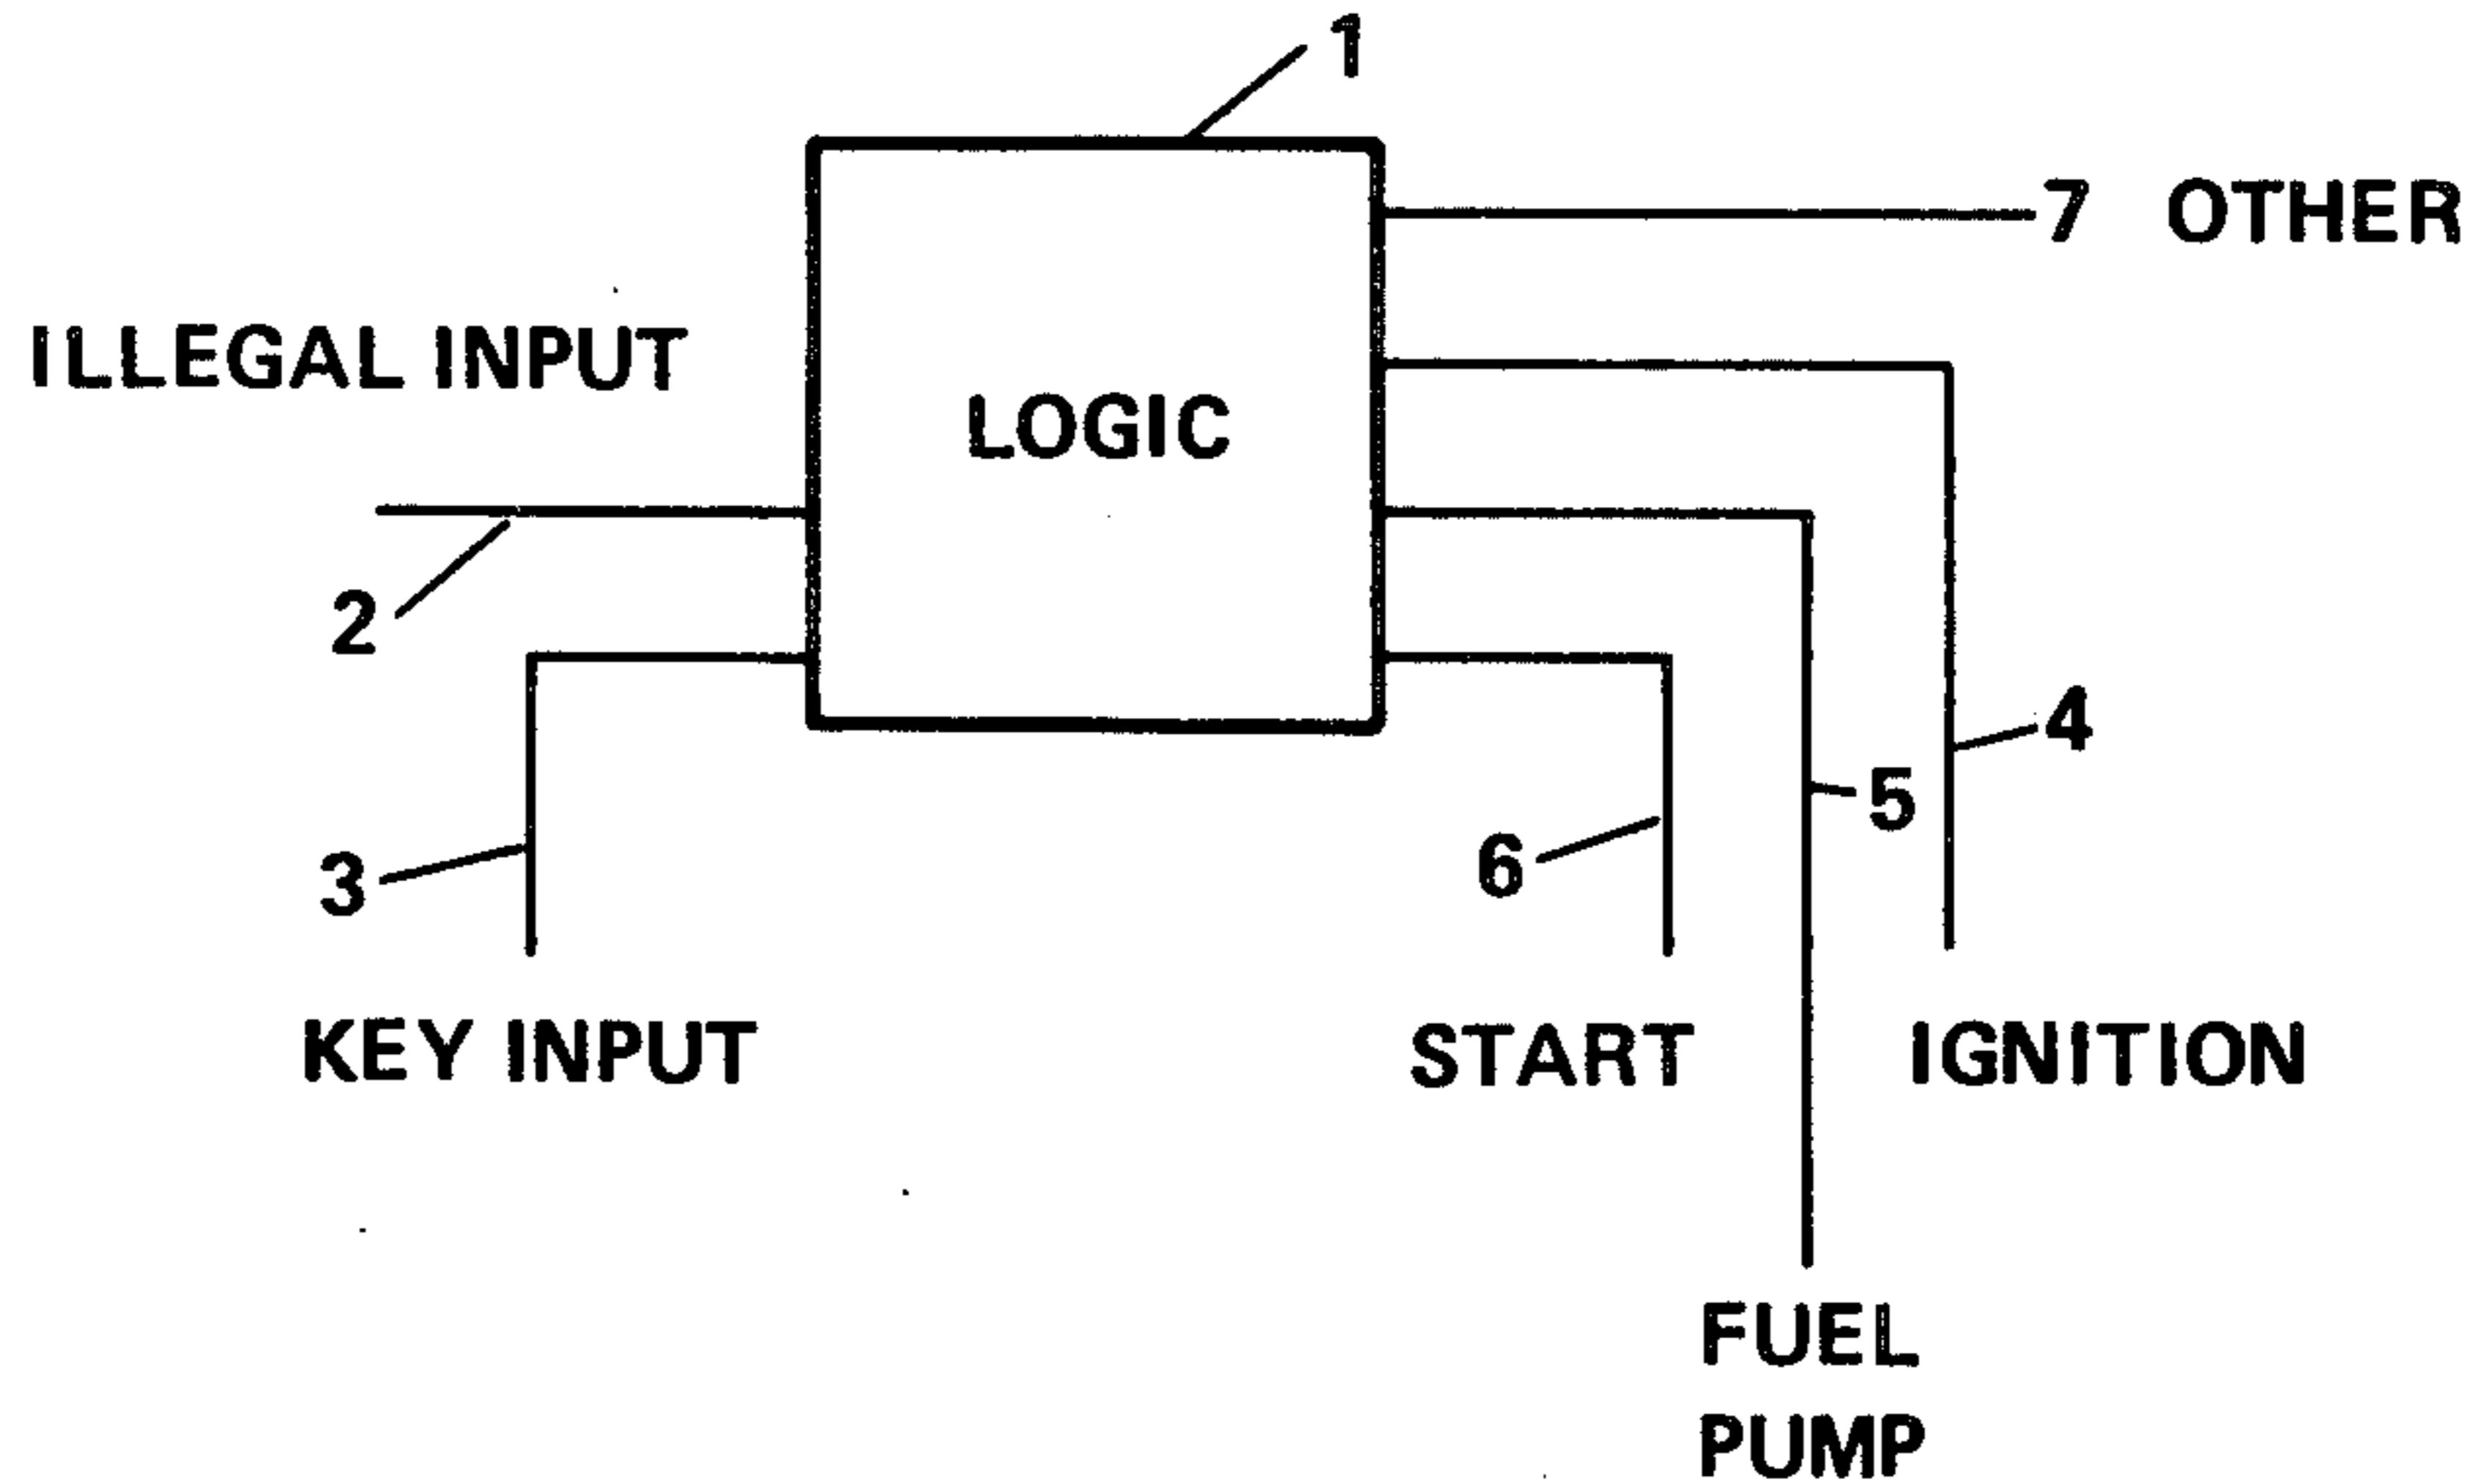 1
7 OTHER
ILLEGAL INPUT
LOGIC
2
4
5
3
6
KEY INPUT
START
IGNITION
FUEL
PUMP